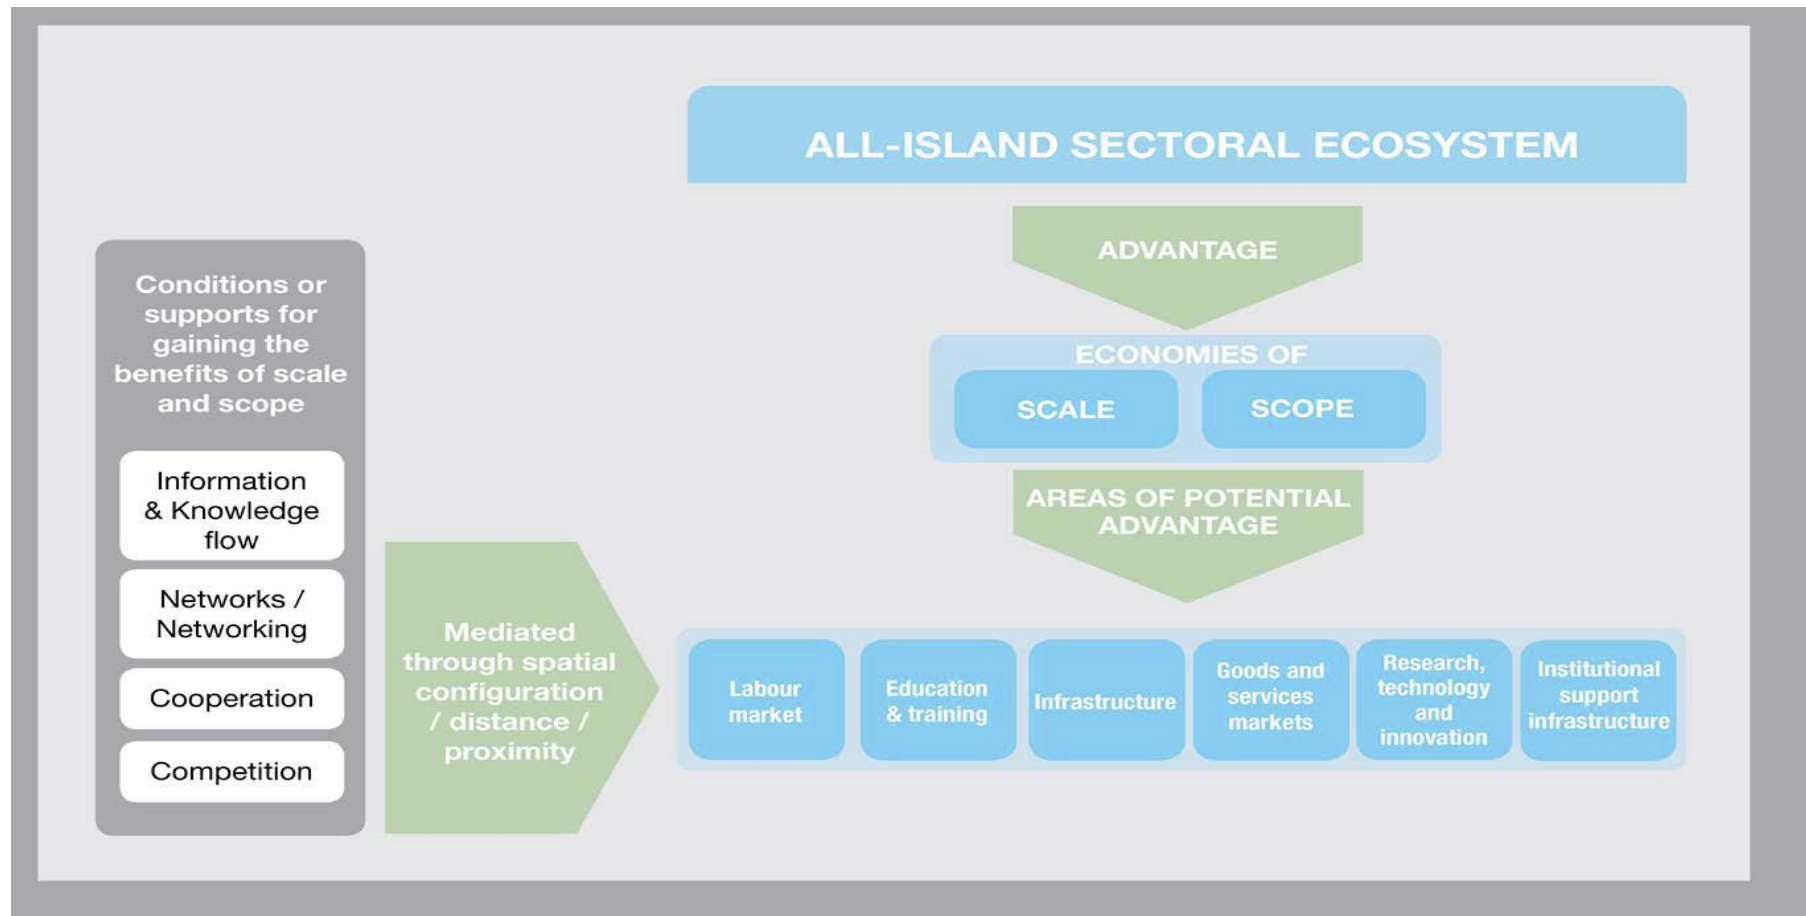 ALL-ISLAND SECTORAL ECOSYSTEM
ADVANTAGE
ECONOMIES OF
SCALE
SCOPE
AREAS OF POTENTIAL
ADVANTAGE
Conditions or
supports for
gaining the
benefits of scale
and scope
Information
& Knowledge
flow
Networks /
Networking
Cooperation
Competition
Mediated
through spatial
configuration
/ distance /
proximity
Labour
market
Education
& training
Infrastructure
Goods and
services
markets
Research,
technology
and
innovation
Institutional
support
infrastructure